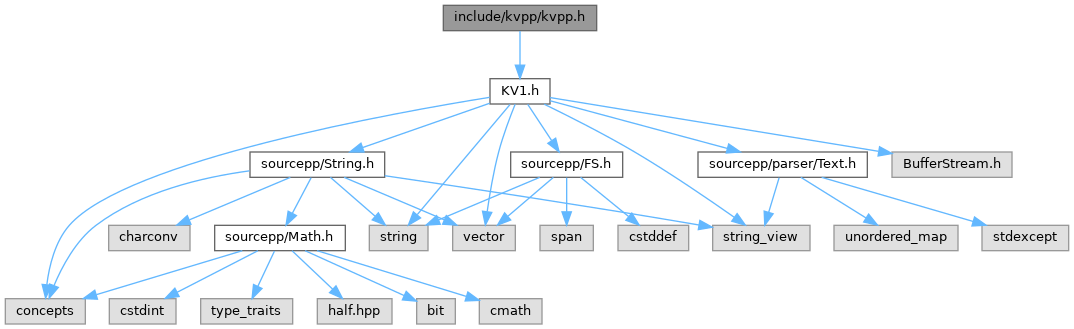 include/kvpp/kvpp.h
KV1.h
sourcepp/String.h
sourcepp/FS.h
sourcepp/parser/Text.h
BufferStream.h
charconv
sourcepp/Math.h
string
vector
span
cstddef
string_view
unordered_map
stdexcept
concepts
cstdint
type_traits
half.hpp
bit
cmath